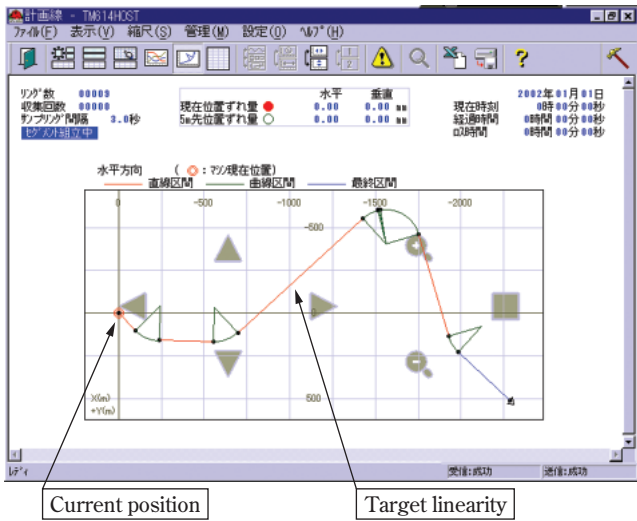 計画線 - TM614HOST
ファイル(F) 表示(V) 縮尺(S) 管理(M) 設定(O) ヘルプ(H)
リング数 00003
収集回数 00000
サンプリング間隔 3.0秒
セグメント組立中
水平 垂直
現在位置ずれ量 ● 0.00 0.00 mm
5m先位置ずれ量 ○ 0.00 0.00 mm
2002年01月01日
現在時刻 0時00分00秒
経過時間 0時間00分00秒
ロス時間 0時間00分00秒
水平方向 ( ○ : マシン現在位置)
直線区間 曲線区間 最終区間
0 -500 -1000 -1500 -2000
-500
0
500
X(m)
+Y(m)
レディ 受信:成功 送信:成功
Current position
Target linearity